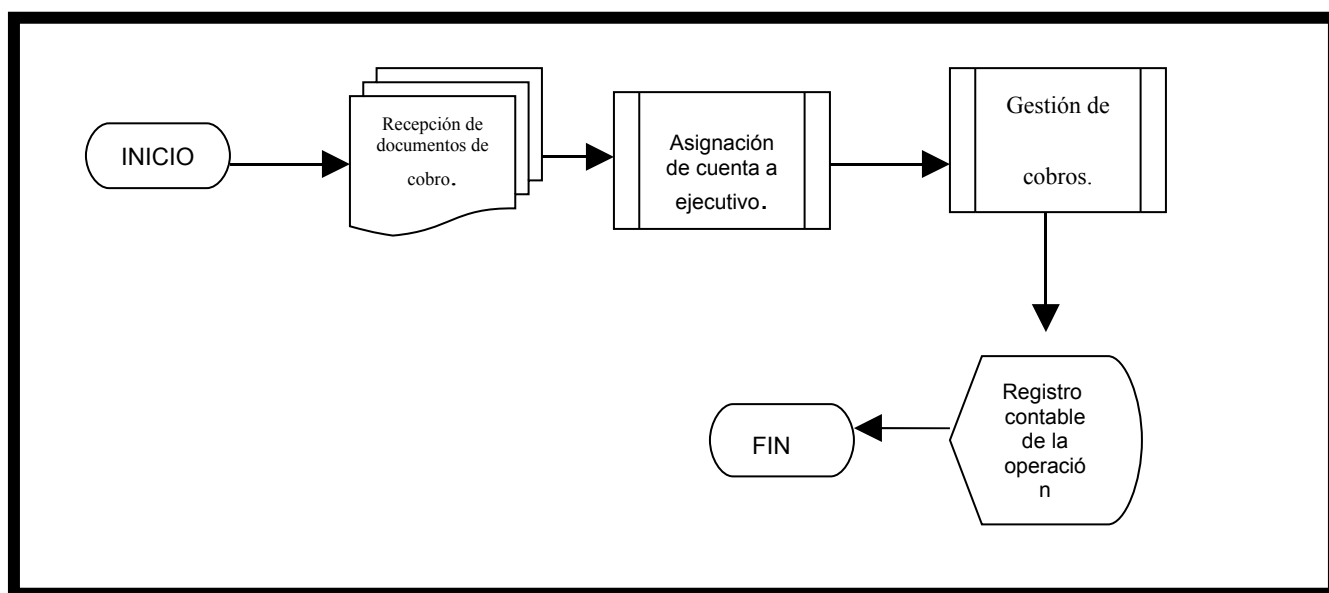 INICIO
Recepción de
documentos de
cobro.
Asignación
de cuenta a
ejecutivo.
Gestión de
cobros.
Registro
contable
de la
operació
n
FIN